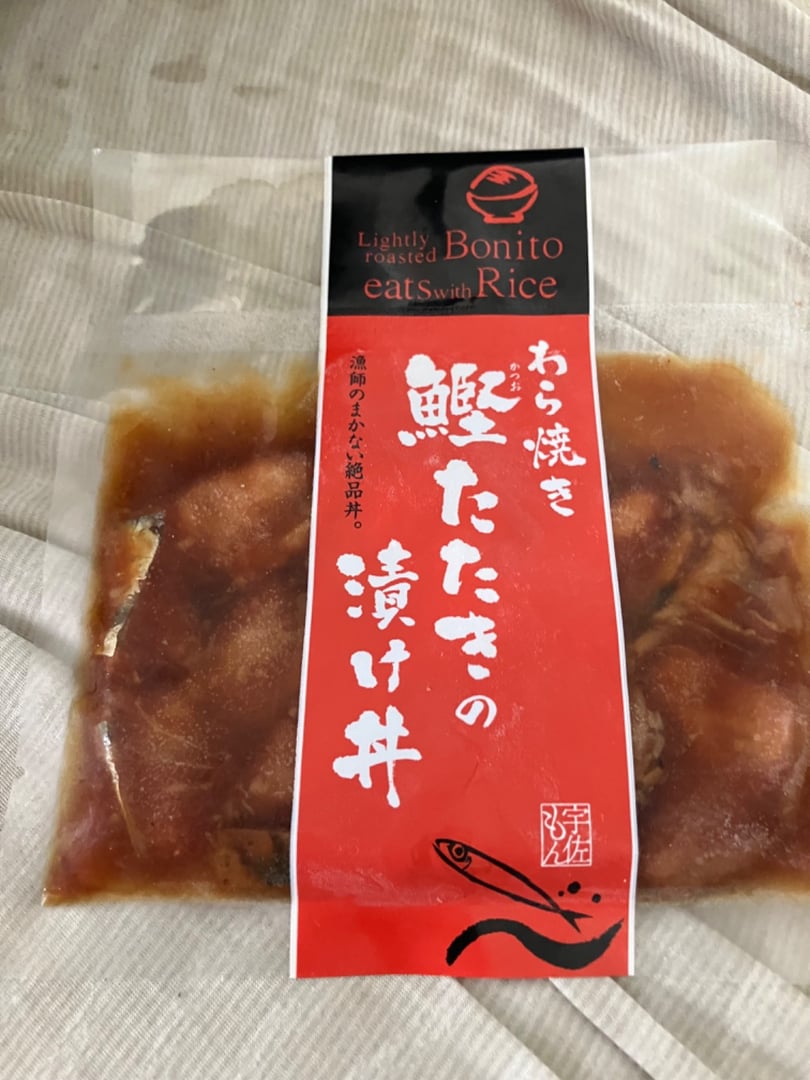 Lightly roasted Bonito
eats with Rice
わら焼き
鰹たたきの
かつお
漬け丼
漁師のまかない絶品丼。
宇佐
もん